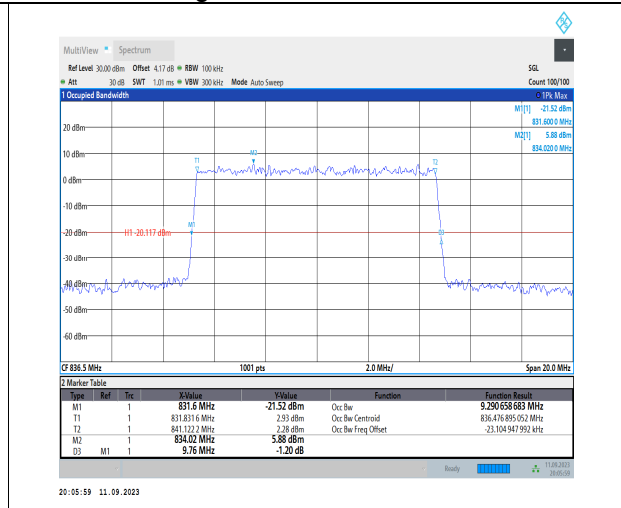 MultiView Spectrum
Ref Level 30.00 dBm Offset 4.17 dB RBW 100 kHz SGL
Att 30 dB SWT 1.01 ms VBW 300 kHz Mode Auto Sweep Count 100/100
1 Occupied Bandwidth 1Pk Max
M1[1] -21.52 dBm
831.600 0 MHz
M2[1] 5.88 dBm
834.020 0 MHz
20 dBm
10 dBm
M2
T1
T2
0 dBm
-10 dBm
M1
-20 dBm
H1 -20.117 dBm
D3
-30 dBm
-40 dBm
-50 dBm
-60 dBm
CF 836.5 MHz 1001 pts 2.0 MHz/ Span 20.0 MHz
2 Marker Table
Type Ref Trc X-Value Y-Value Function Function Result
M1 1 831.6 MHz -21.52 dBm Occ Bw 9.290 658 683 MHz
T1 1 831.831 6 MHz 2.93 dBm Occ Bw Centroid 836.476 895 052 MHz
T2 1 841.122 2 MHz 2.28 dBm Occ Bw Freq Offset -23.104 947 992 kHz
M2 1 834.02 MHz 5.88 dBm
D3 M1 1 9.76 MHz -1.20 dB
Ready 11.09.2023
20:05:59
20:05:59 11.09.2023